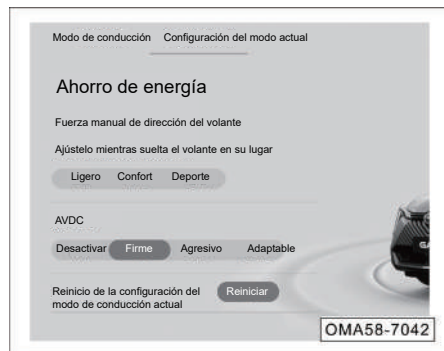 Modo de conducción Configuración del modo actual
Ahorro de energía
Fuerza manual de dirección del volante
Ajústelo mientras suelta el volante en su lugar
Ligero Confort Deporte
AVDC
Desactivar Firme Agresivo Adaptable
Reinicio de la configuración del Reiniciar
modo de conducción actual
OMA58-7042